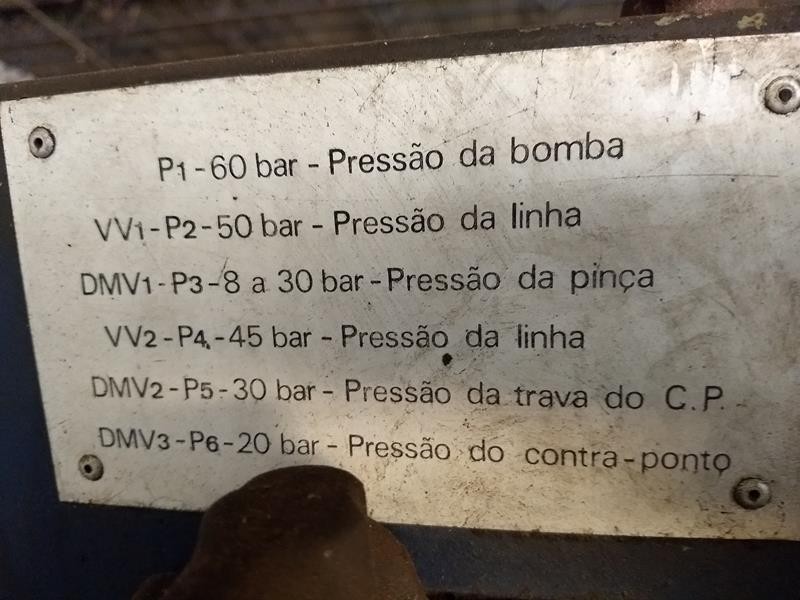 P1-60 bar - Pressão da bomba
VV1-P2-50 bar - Pressão da linha
DMV1-P3-8 a 30 bar-Pressão da pinça
VV2-P4-45 bar - Pressão da linha
DMV2-P5-30 bar - Pressão da trava do C.P.
DMV3-P6-20 bar - Pressão do contra-ponto